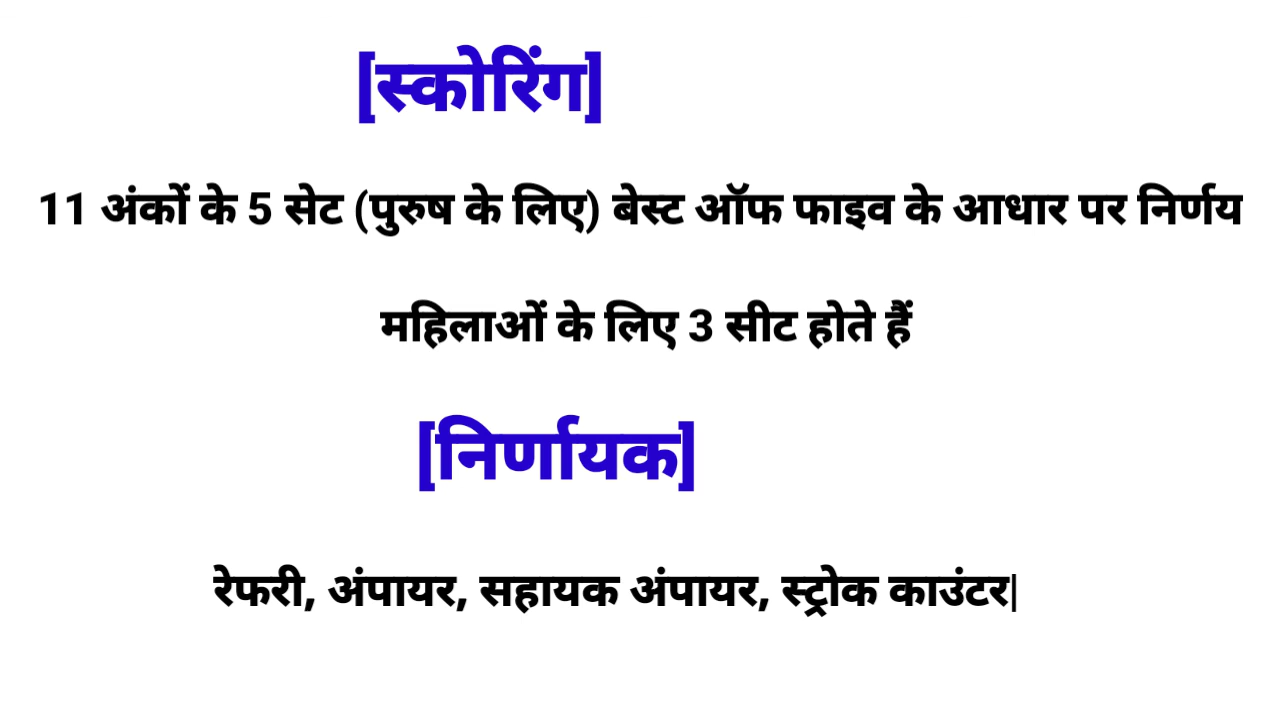 [स्कोरिंग]
11 अंकों के 5 सेट (पुरुष के लिए) बेस्ट ऑफ फाइव के आधार पर निर्णय
महिलाओं के लिए 3 सीट होते हैं
[निर्णायक]
रेफरी, अंपायर, सहायक अंपायर, स्ट्रोक काउंटर|